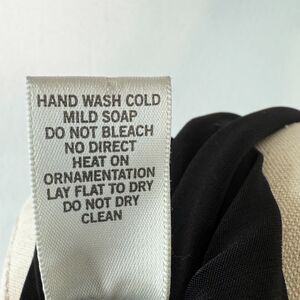 HAND WASH COLD
MILD SOAP
DO NOT BLEACH
NO DIRECT
HEAT ON
ORNAMENTATION
LAY FLAT TO DRY
DO NOT DRY
CLEAN